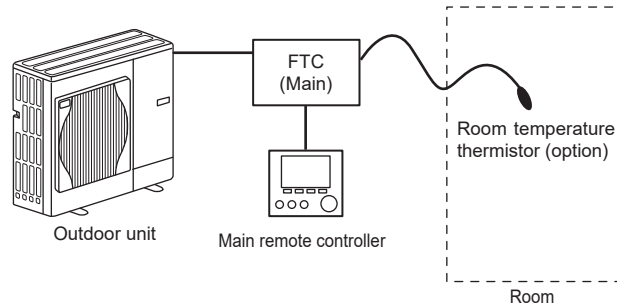 FTC
(Main)
Room temperature
thermistor (option)
Outdoor unit
Main remote controller
Room